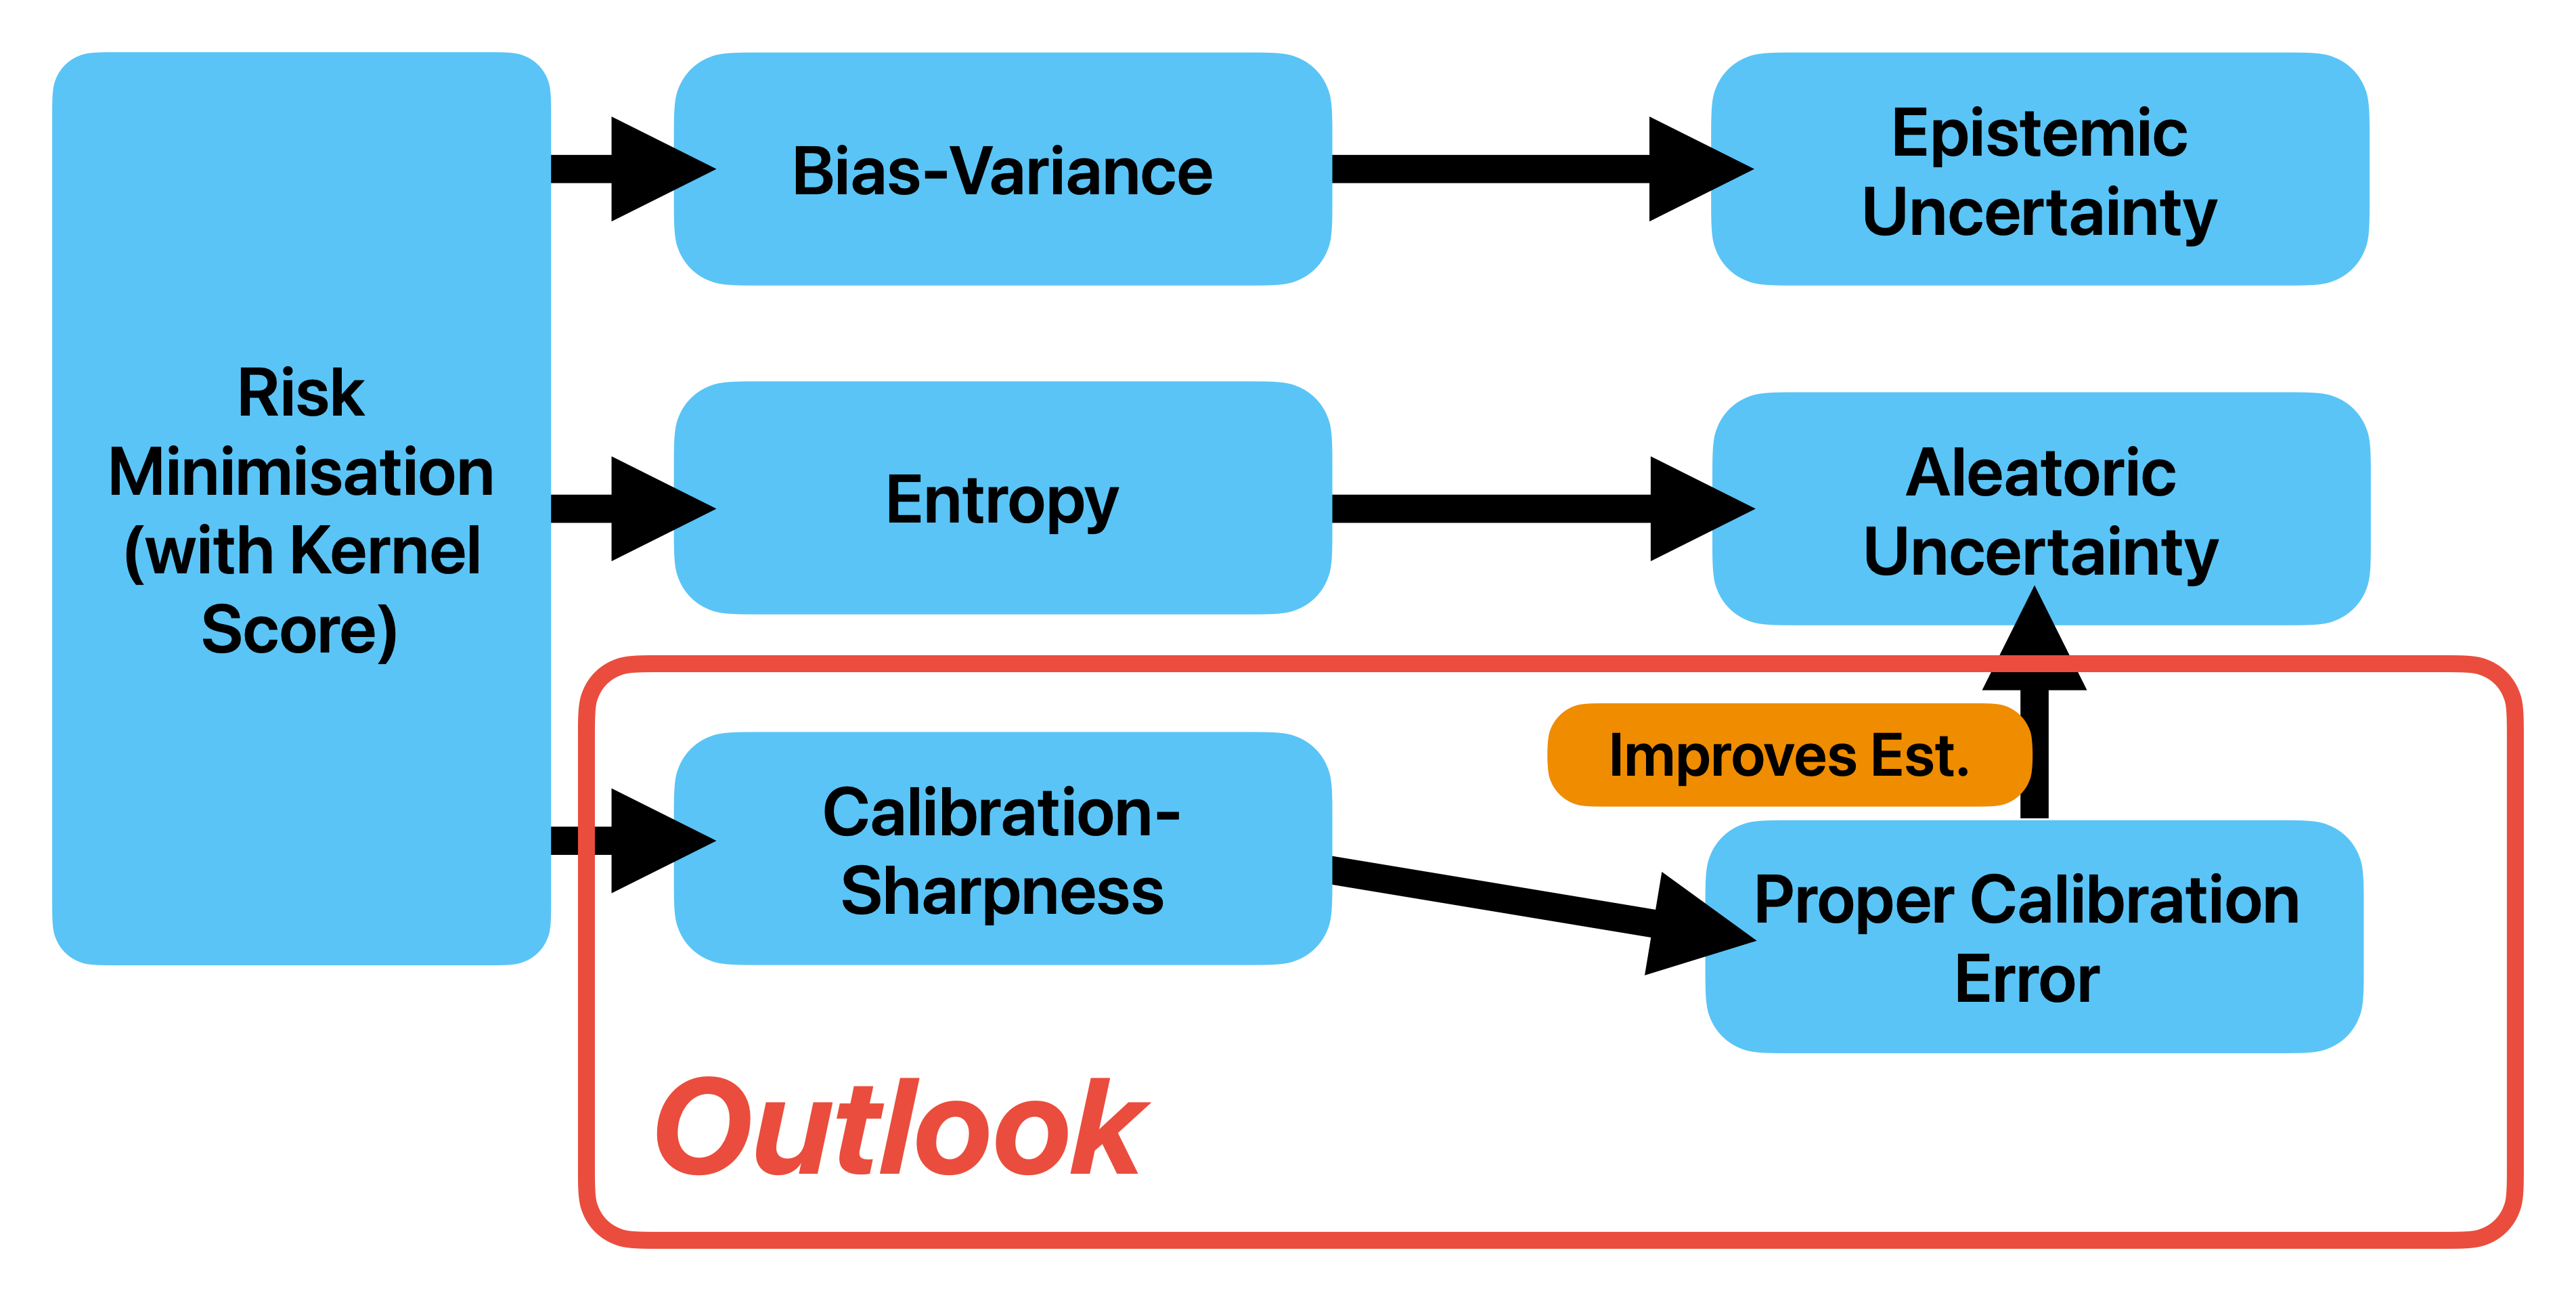 Risk
Minimisation
(with Kernel
Score)
Bias-Variance
Epistemic
Uncertainty
Entropy
Aleatoric
Uncertainty
Improves Est.
Calibration-
Sharpness
Proper Calibration
Error
Outlook